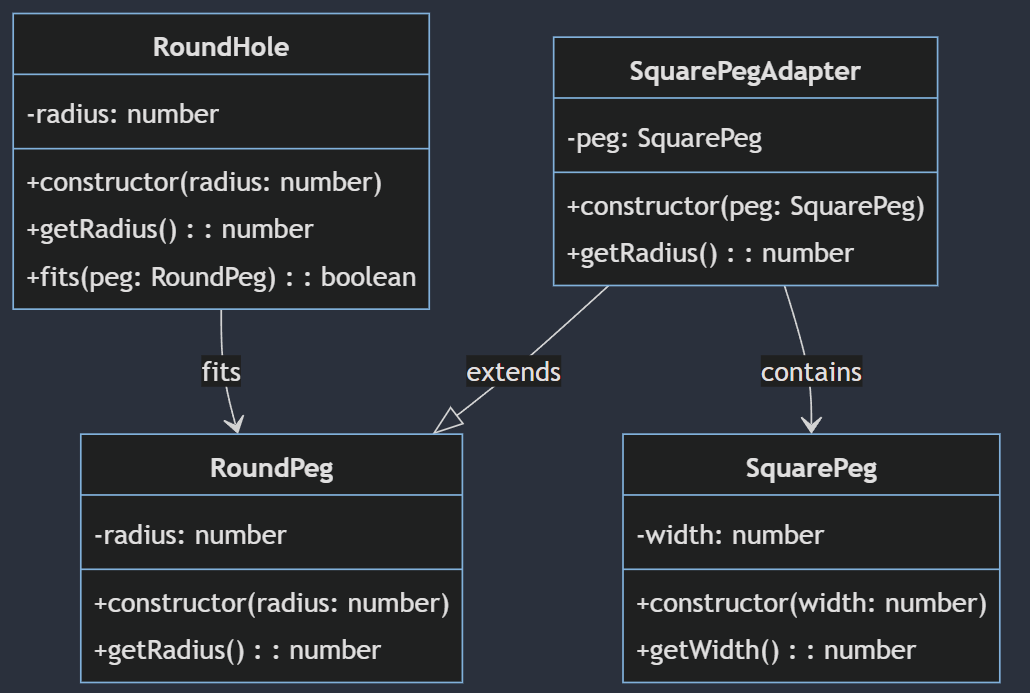 RoundHole
-radius: number
+constructor(radius: number)
+getRadius() : : number
+fits(peg: RoundPeg) : : boolean
SquarePegAdapter
-peg: SquarePeg
+constructor(peg: SquarePeg)
+getRadius() : : number
fits
extends
contains
RoundPeg
-radius: number
+constructor(radius: number)
+getRadius() : : number
SquarePeg
-width: number
+constructor(width: number)
+getWidth() : : number